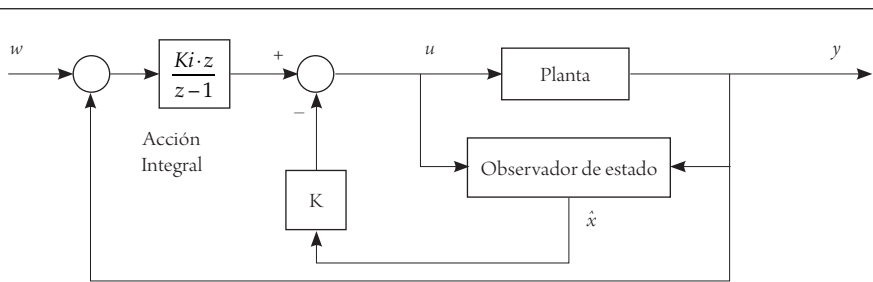 w
Ki·z
z−1
+
−
u
Planta
y
Acción
Integral
Observador de estado
K
x̂